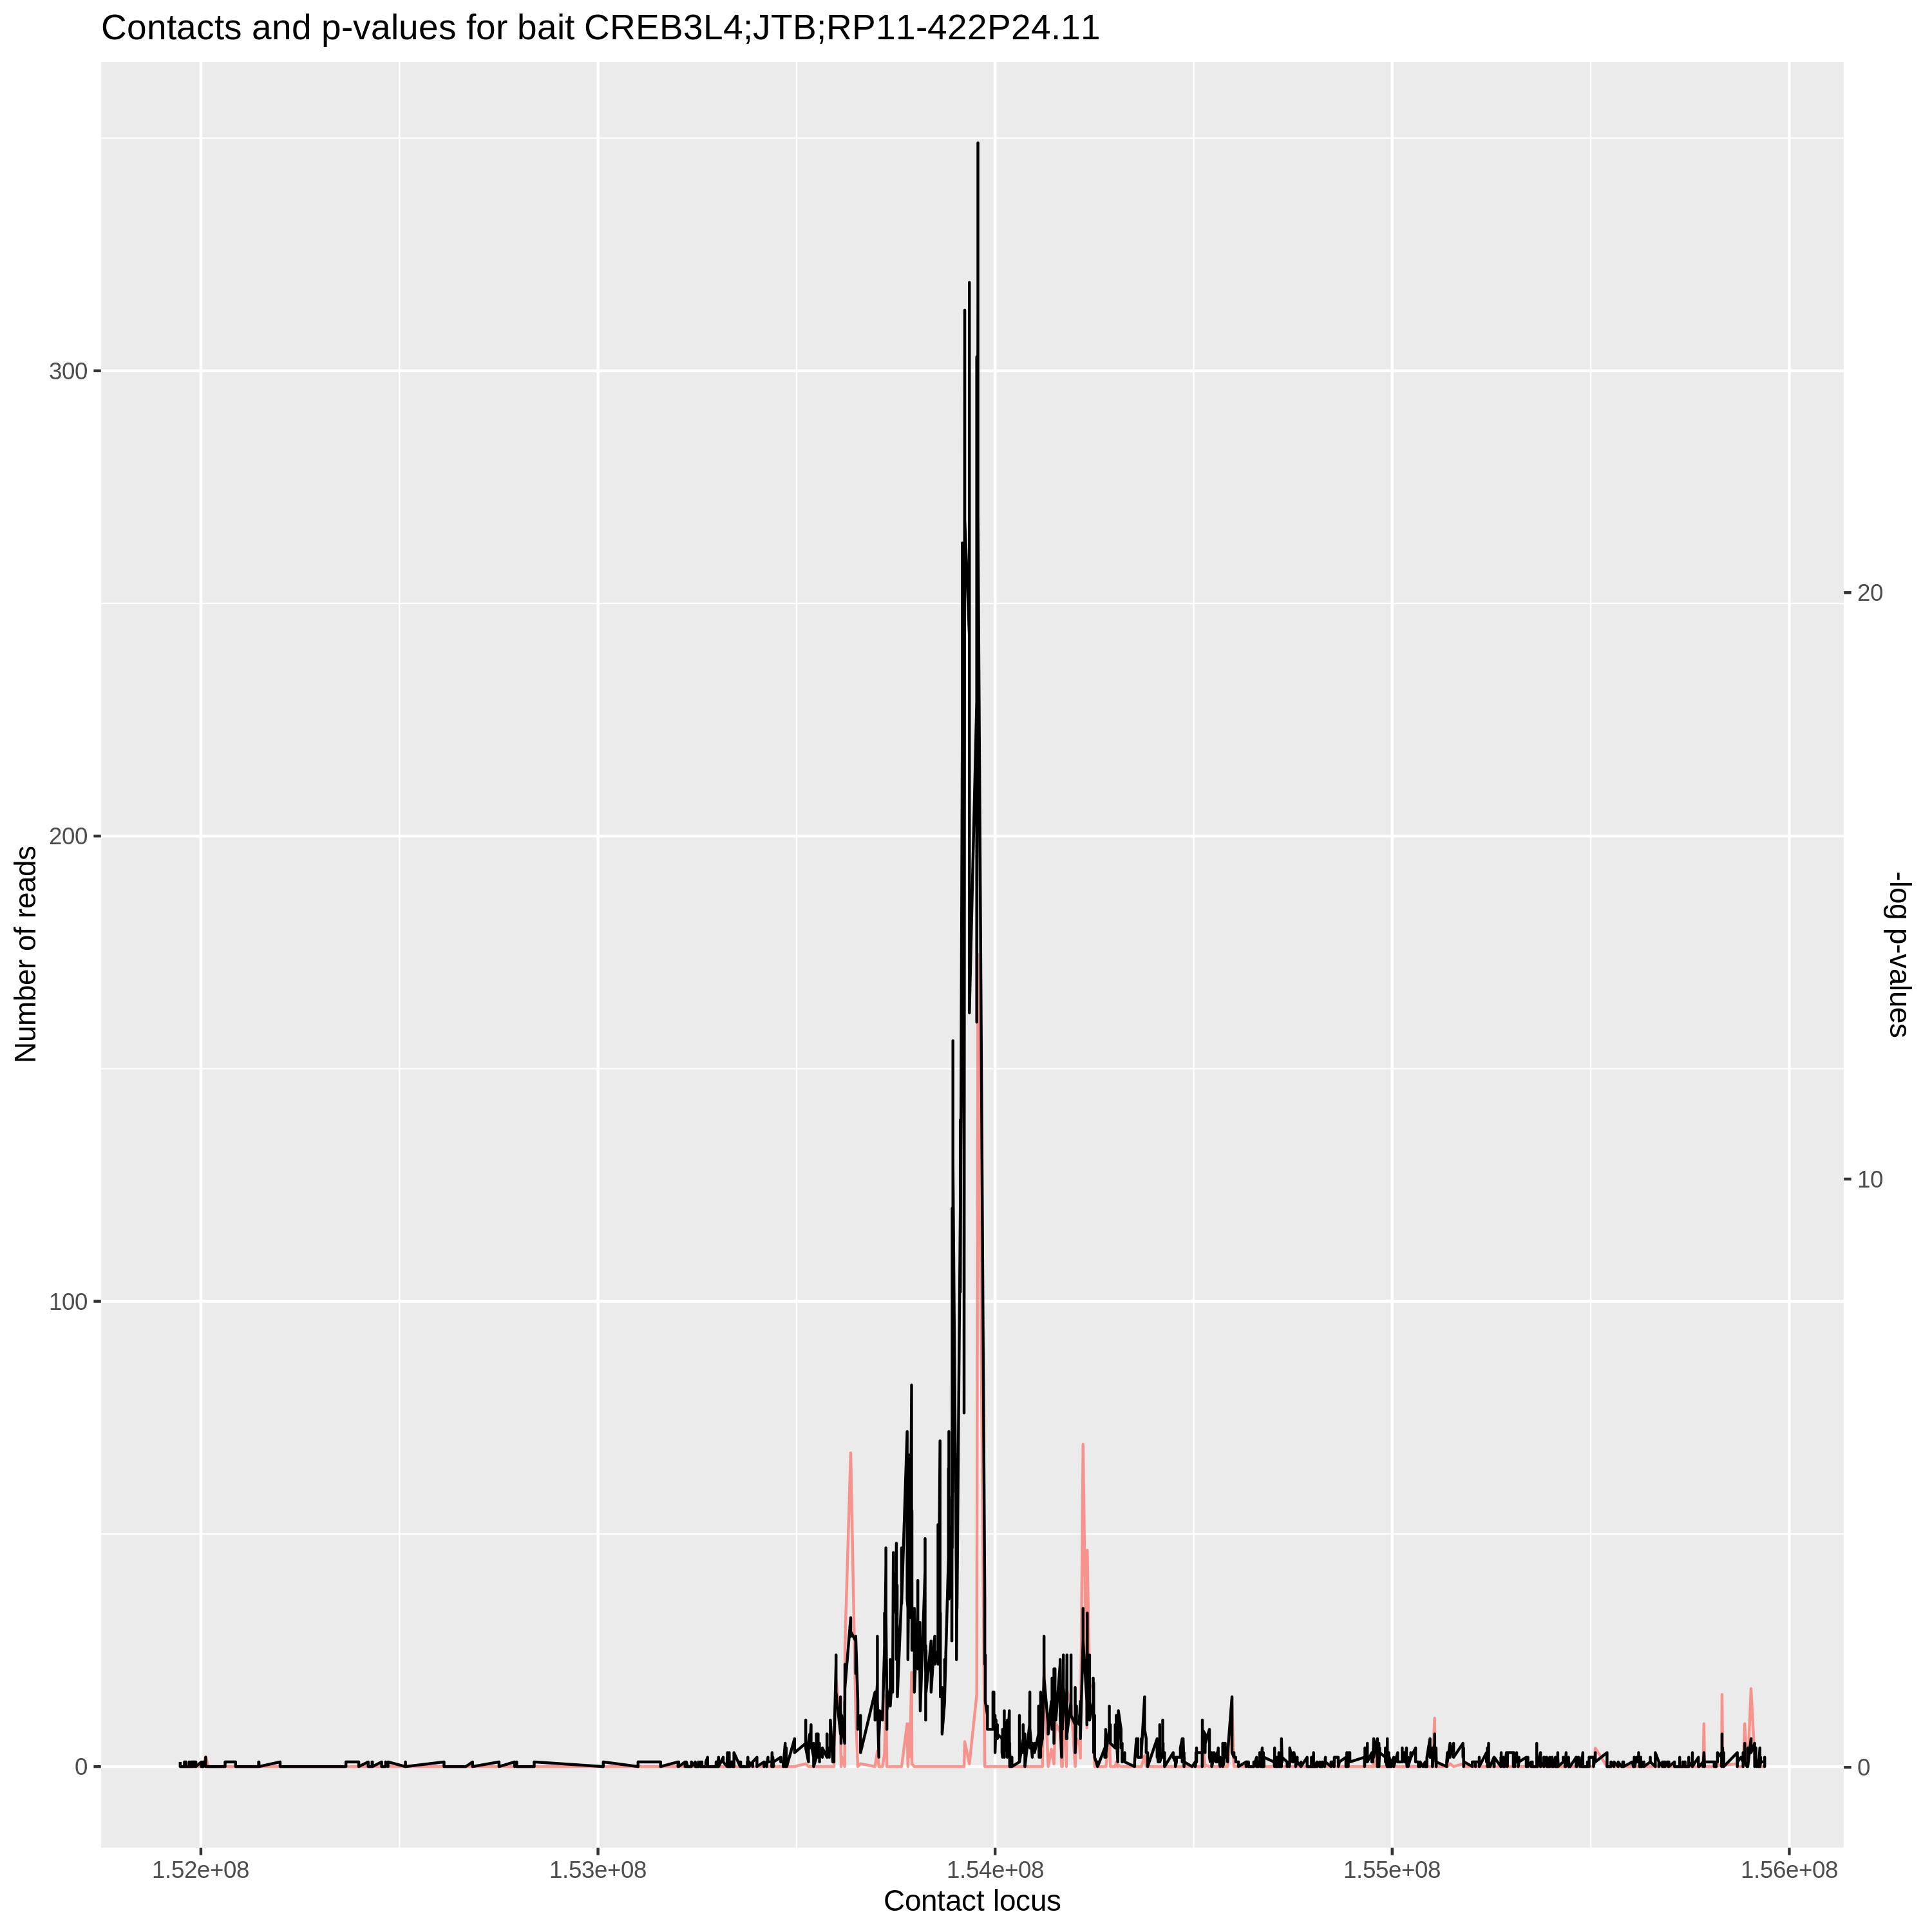 Contacts and p-values for bait CREB3L4;JTB;RP11-422P24.11
Number of reads
300
200
100
0
20
10
0
-log p-values
1.52e+08 1.53e+08 1.54e+08 1.55e+08 1.56e+08
Contact locus